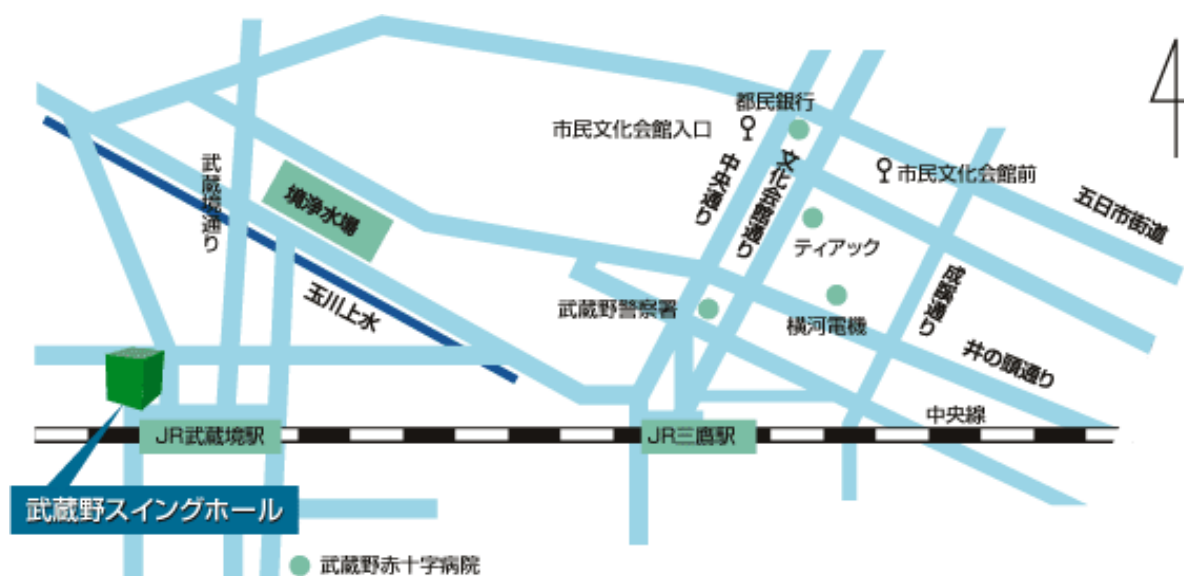 都民銀行
市民文化会館入口
市民文化会館前
武蔵境通り
境浄水場
中央通り
文化会館通り
五日市街道
ティアック
成蹊通り
玉川上水
武蔵野警察署
横河電機
井の頭通り
中央線
JR武蔵境駅
JR三鷹駅
武蔵野スイングホール
武蔵野赤十字病院